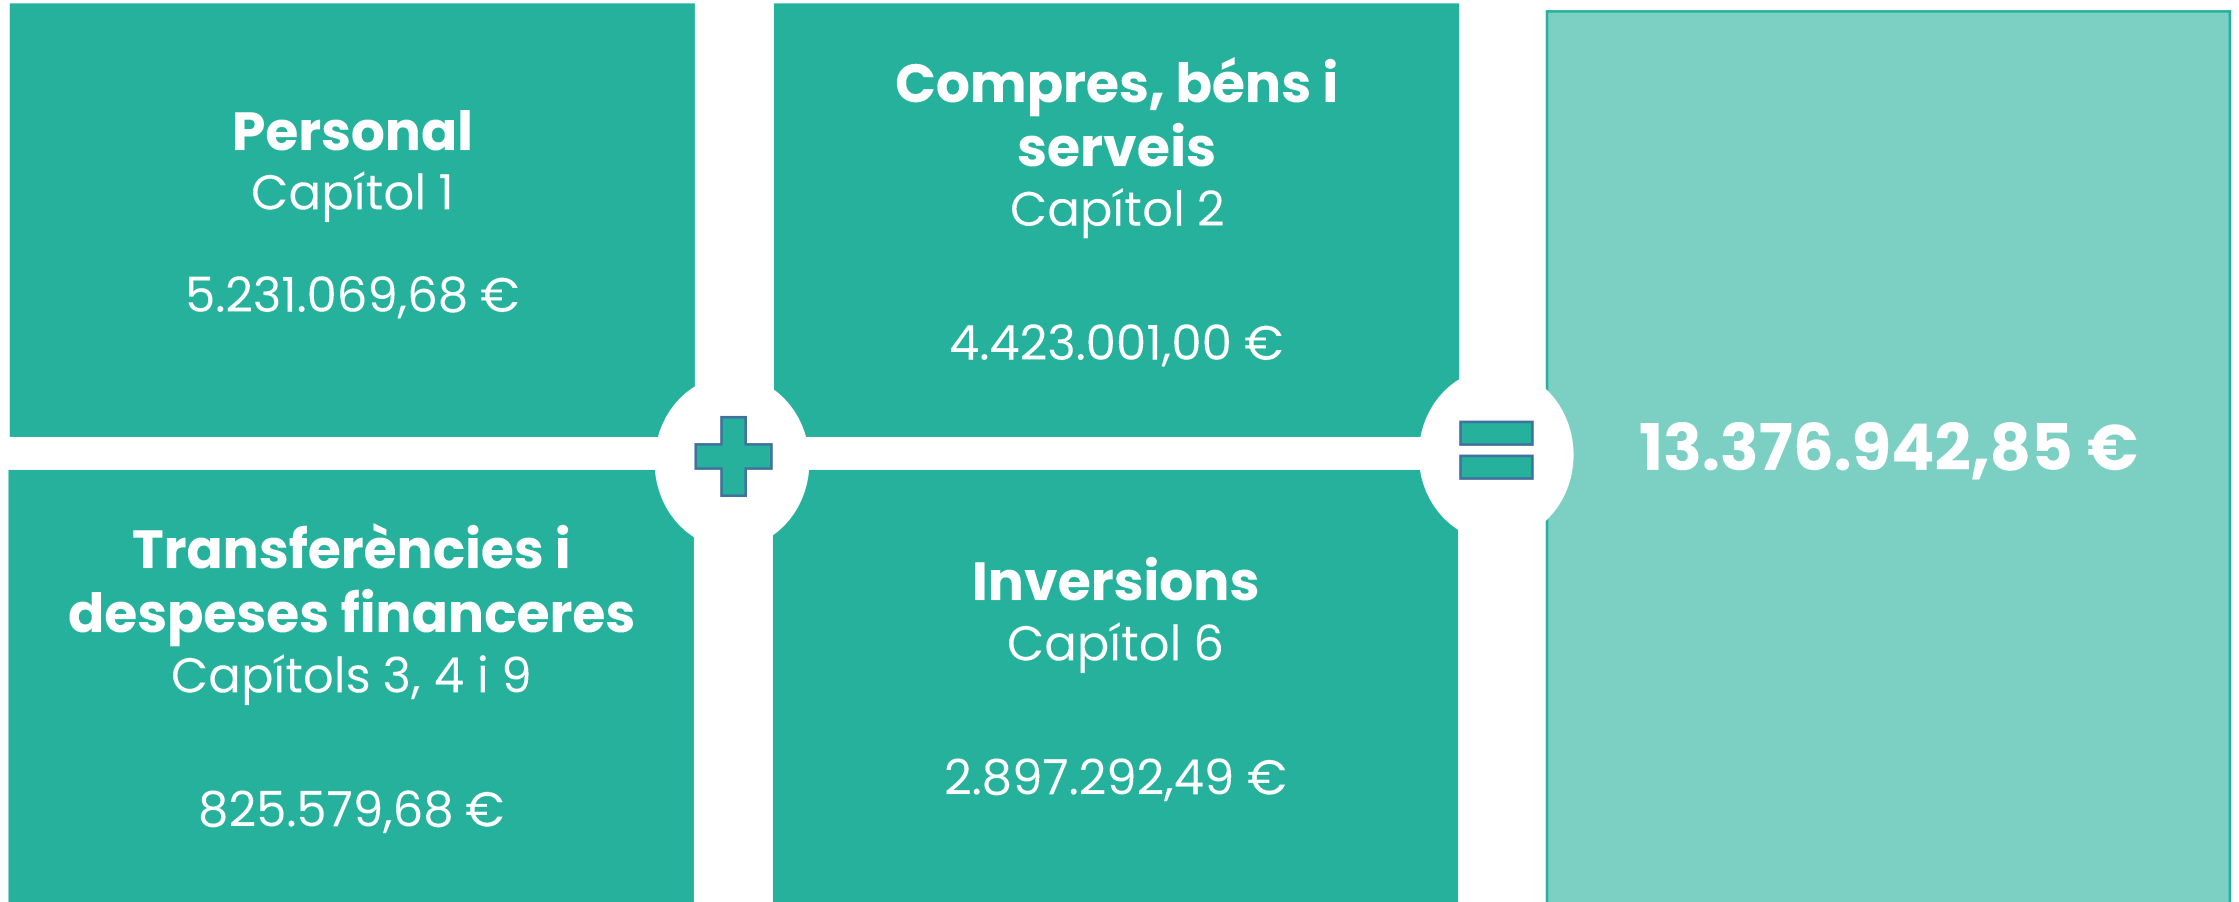 Personal
Capítol 1
5.231.069,68 €
Compres, béns i
serveis
Capítol 2
4.423.001,00 €
Transferències i
despeses financeres
Capítols 3, 4 i 9
825.579,68 €
Inversions
Capítol 6
2.897.292,49 €
13.376.942,85 €